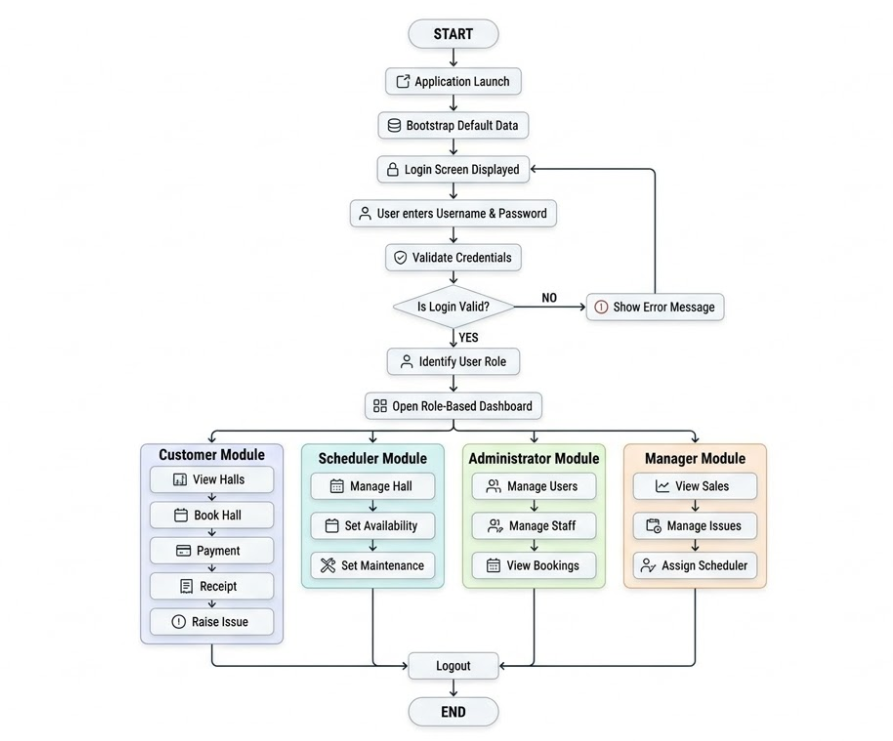 START
Application Launch
Bootstrap Default Data
Login Screen Displayed
User enters Username & Password
Validate Credentials
Is Login Valid?
NO
Show Error Message
YES
Identify User Role
Open Role-Based Dashboard
Customer Module
View Halls
Book Hall
Payment
Receipt
Raise Issue
Scheduler Module
Manage Hall
Set Availability
Set Maintenance
Administrator Module
Manage Users
Manage Staff
View Bookings
Manager Module
View Sales
Manage Issues
Assign Scheduler
Logout
END